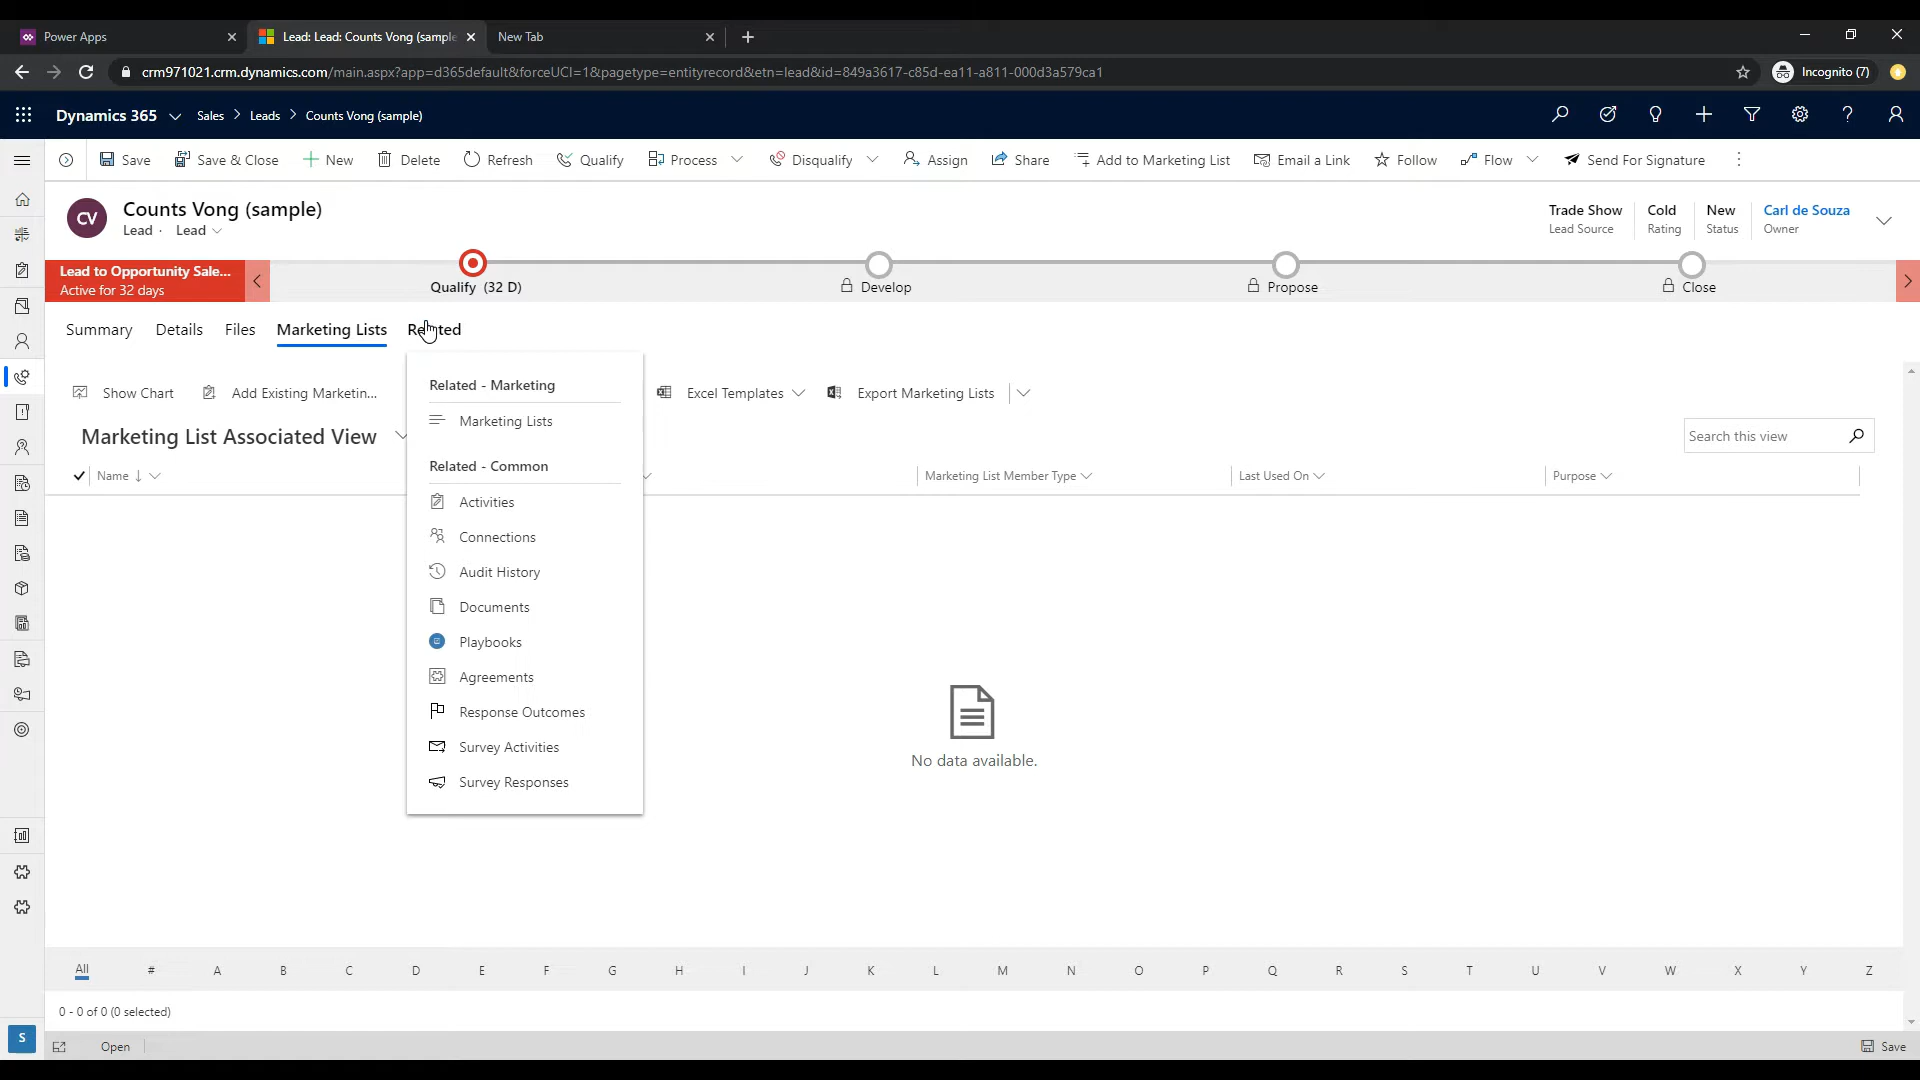 Power Apps
Lead: Lead: Counts Vong (sample
New Tab
crm971021.crm.dynamics.com/main.aspx?app=d365default&forceUCI=1&pagetype=entityrecord&etn=lead&id=849a3617-c85d-ea11-a811-000d3a579ca1
Incognito (7)
Dynamics 365
Sales > Leads > Counts Vong (sample)
Save
Save & Close
New
Delete
Refresh
Qualify
Process
Disqualify
Assign
Share
Add to Marketing List
Email a Link
Follow
Flow
Send For Signature
CV
Counts Vong (sample)
Lead · Lead
Trade Show
Lead Source
Cold
Rating
New
Status
Carl de Souza
Owner
Lead to Opportunity Sale...
Active for 32 days
Qualify (32 D)
Develop
Propose
Close
Summary
Details
Files
Marketing Lists
Related
Show Chart
Add Existing Marketin...
Excel Templates
Export Marketing Lists
Marketing List Associated View
Search this view
Name
Marketing List Member Type
Last Used On
Purpose
Related - Marketing
Marketing Lists
Related - Common
Activities
Connections
Audit History
Documents
Playbooks
Agreements
Response Outcomes
Survey Activities
Survey Responses
No data available.
All # A B C D E F G H I J K L M N O P Q R S T U V W X Y Z
0 - 0 of 0 (0 selected)
S
Open
Save